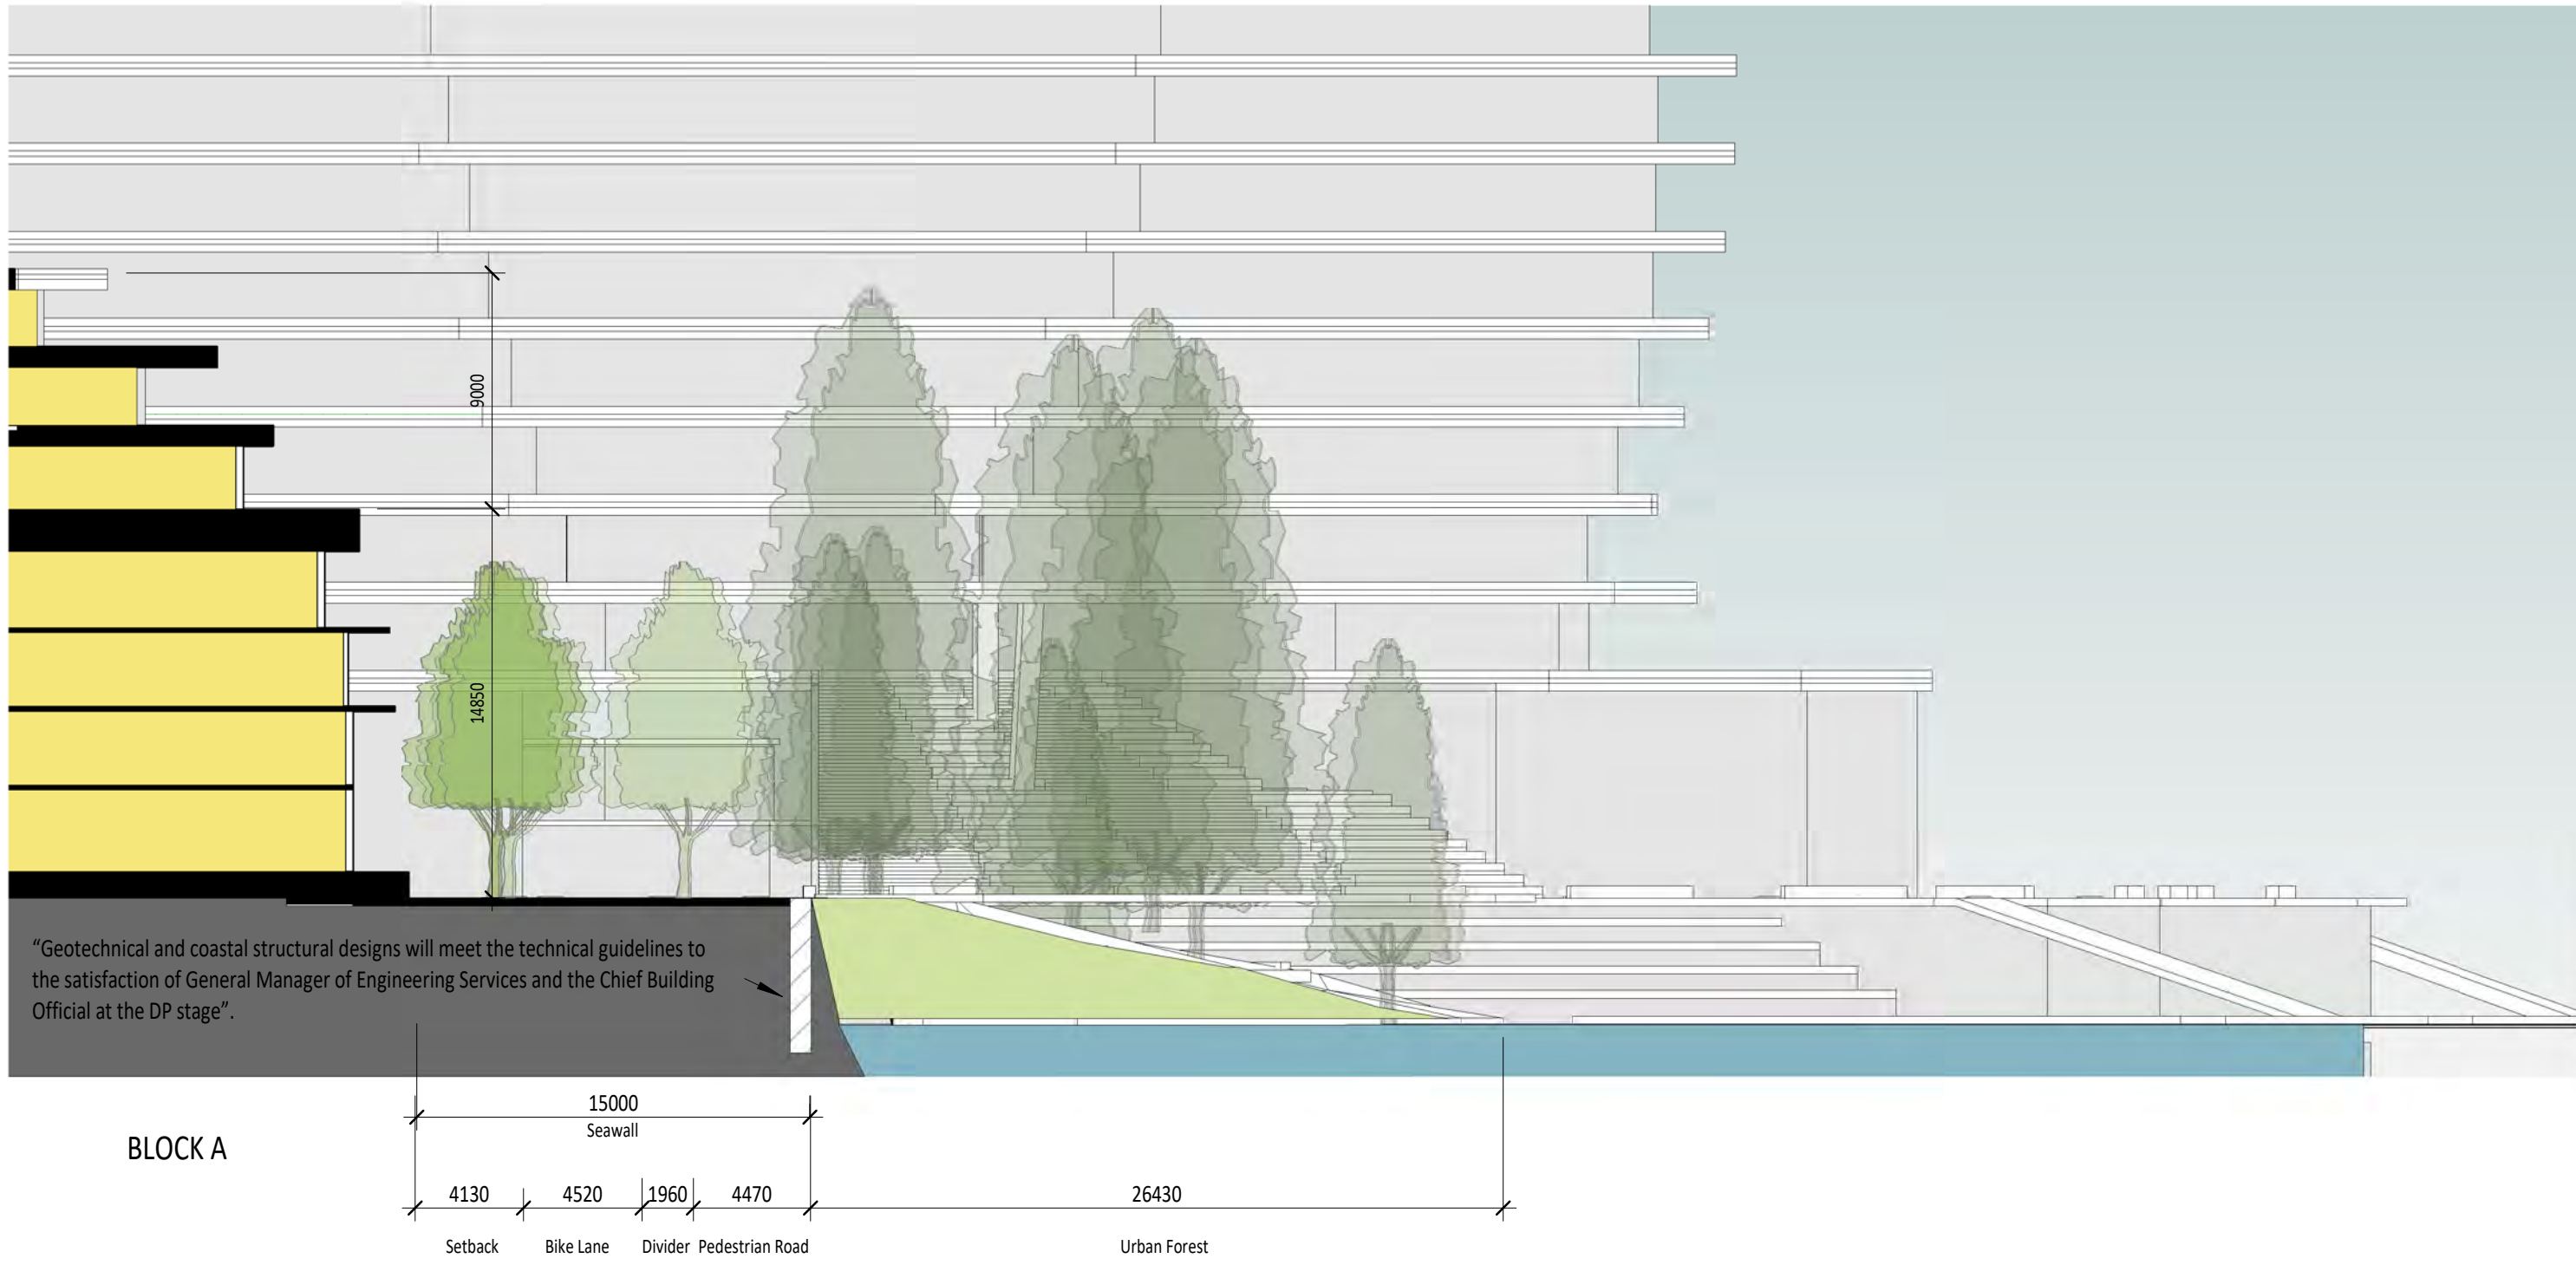 9000
14850
“Geotechnical and coastal structural designs will meet the technical guidelines to
the satisfaction of General Manager of Engineering Services and the Chief Building
Official at the DP stage”.
15000
Seawall
BLOCK A
4130 4520 1960 4470 26430
Setback Bike Lane Divider Pedestrian Road Urban Forest